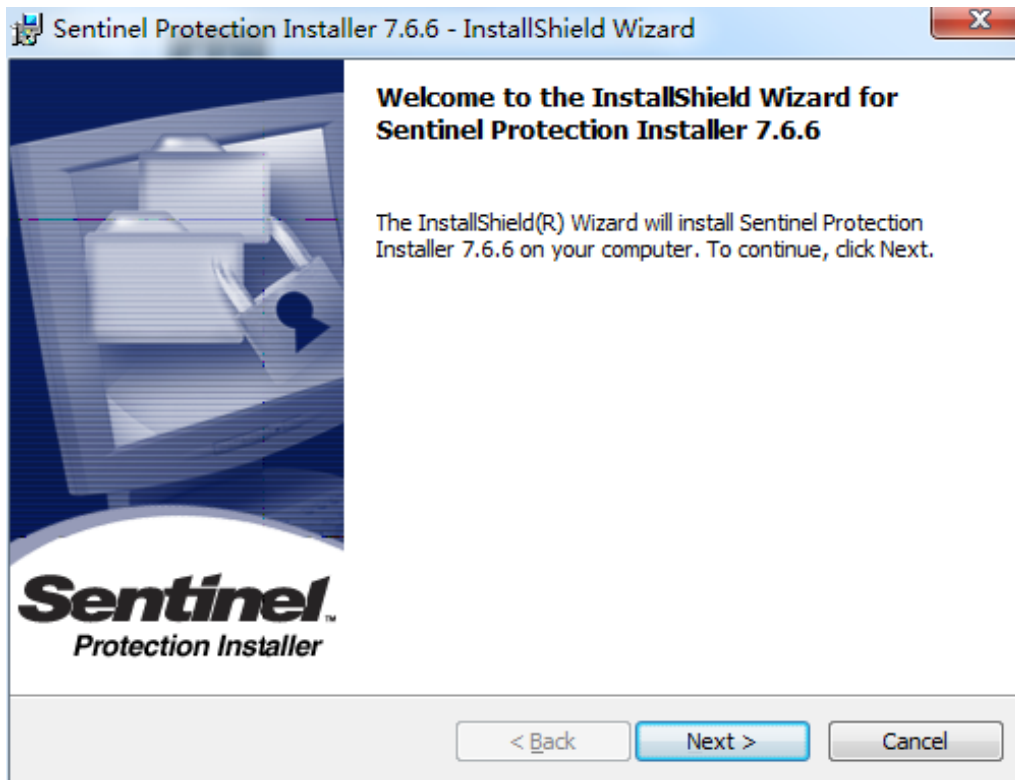 Sentinel Protection Installer 7.6.6 - InstallShield Wizard
Welcome to the InstallShield Wizard for
Sentinel Protection Installer 7.6.6
The InstallShield(R) Wizard will install Sentinel Protection
Installer 7.6.6 on your computer. To continue, click Next.
Sentinel™
Protection Installer
< Back
Next >
Cancel